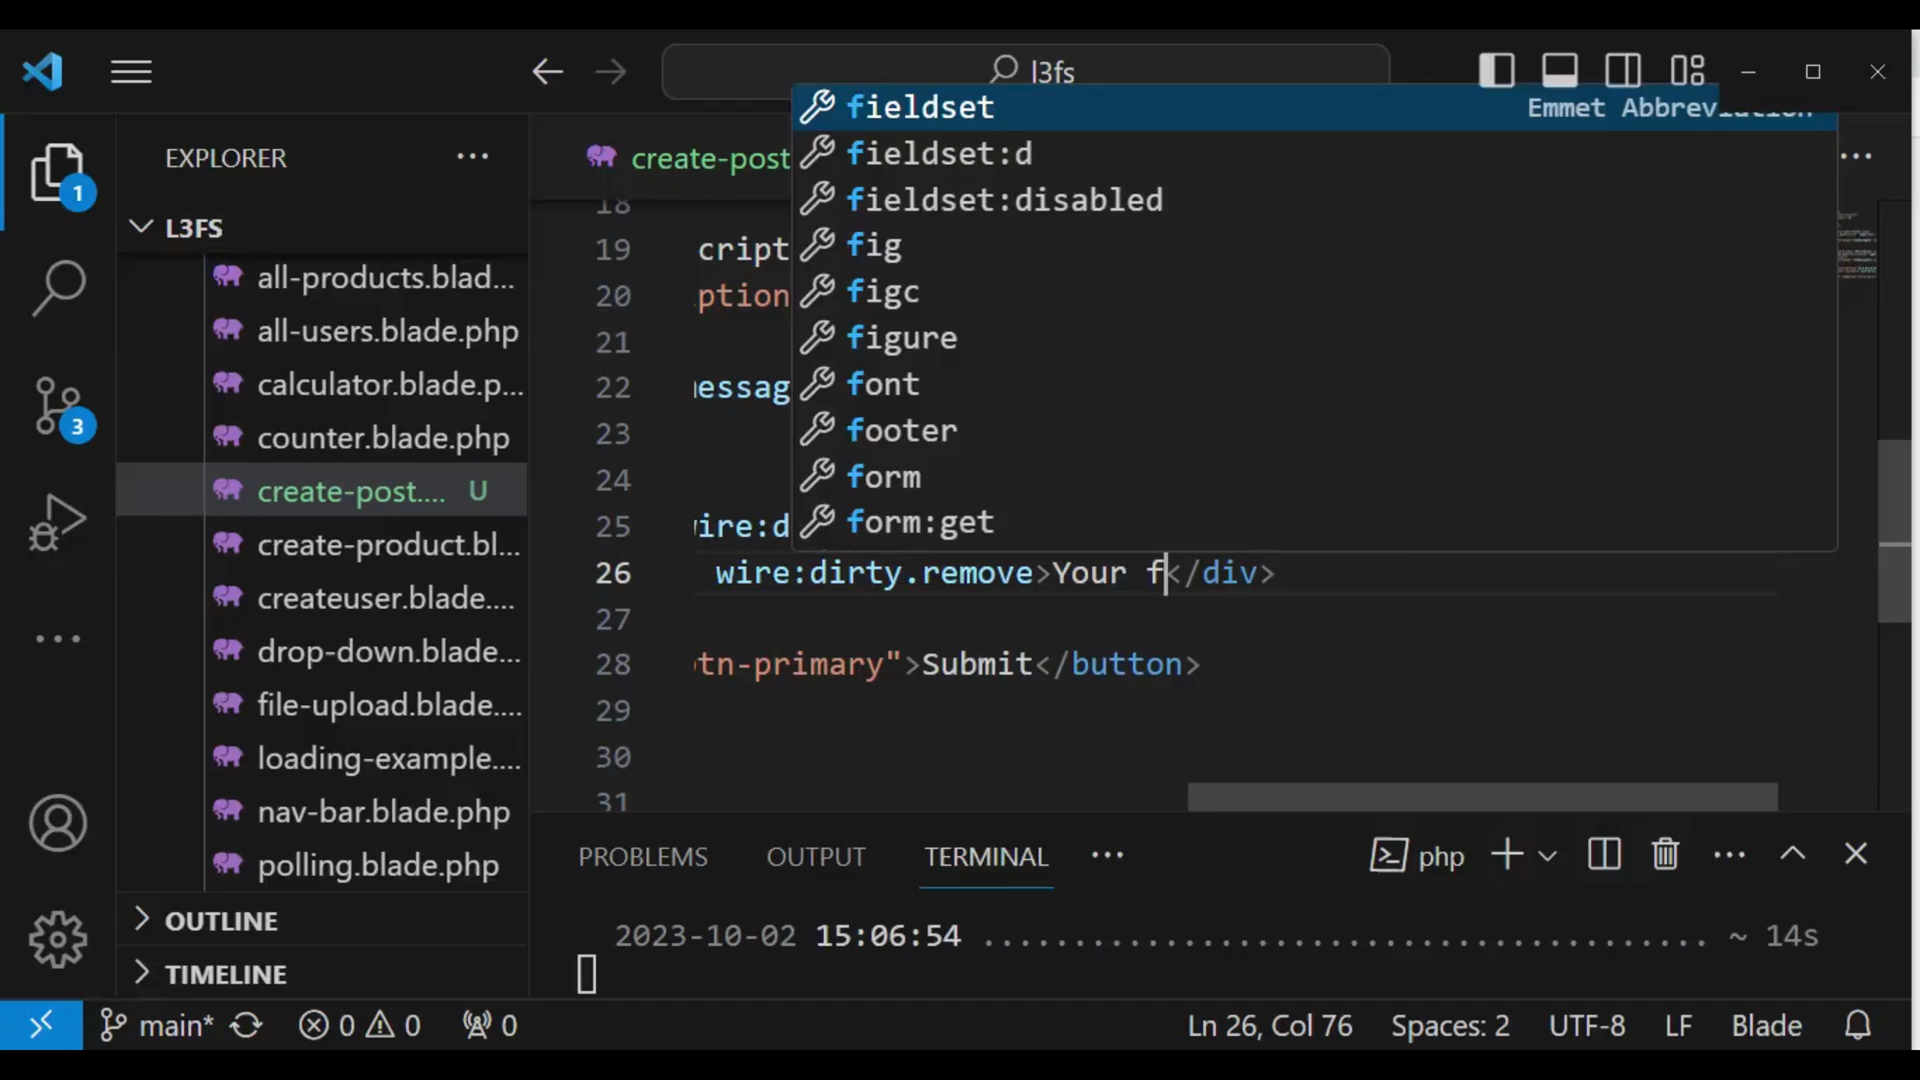 l3fs
EXPLORER
L3FS
all-products.blad...
all-users.blade.php
calculator.blade.p...
counter.blade.php
create-post.... U
create-product.bl...
createuser.blade....
drop-down.blade...
file-upload.blade....
loading-example....
nav-bar.blade.php
polling.blade.php
OUTLINE
TIMELINE
1
3
create-post
fieldset Emmet Abbreviation
fieldset:d
fieldset:disabled
fig
figc
figure
font
footer
form
form:get
18
19 cript
20 ption
21
22 essag
23
24
25 wire:d
26 wire:dirty.remove>Your f</div>
27
28 tn-primary">Submit</button>
29
30
31
PROBLEMS OUTPUT TERMINAL ... php
2023-10-02 15:06:54 ....................................... ~ 14s
main* 0 0 0 Ln 26, Col 76 Spaces: 2 UTF-8 LF Blade